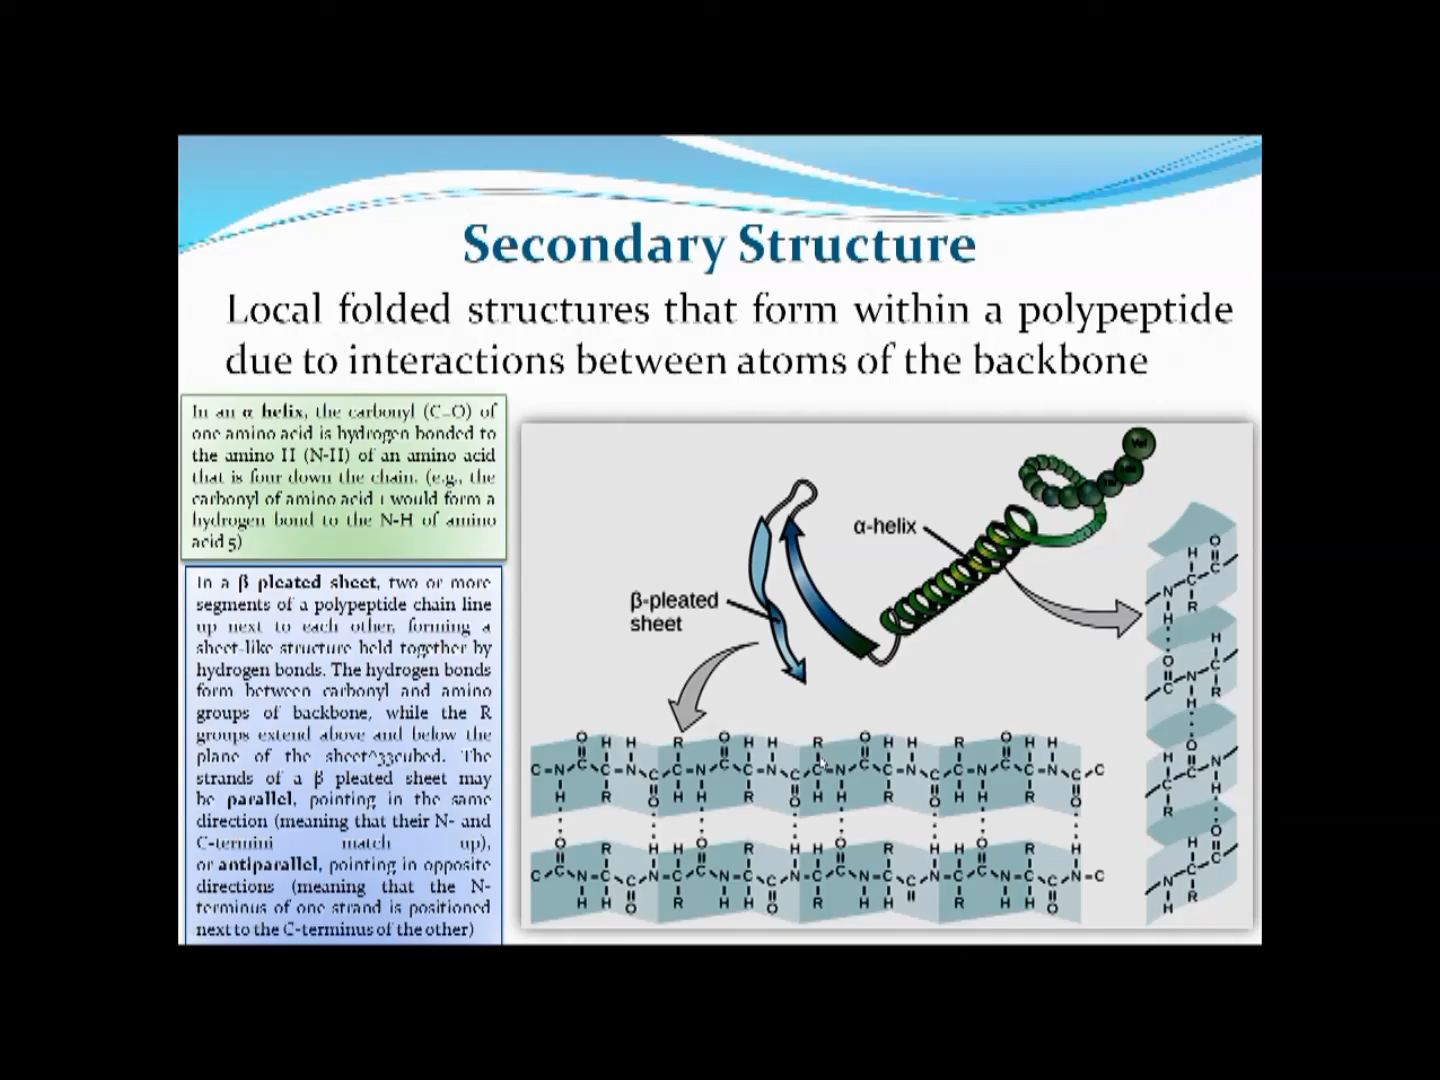 Secondary Structure
Local folded structures that form within a polypeptide
due to interactions between atoms of the backbone
In an α helix, the carbonyl (C=O) of
one amino acid is hydrogen bonded to
the amino H (N-H) of an amino acid
that is four down the chain. (e.g., the
carbonyl of amino acid 1 would form a
hydrogen bond to the N-H of amino
acid 5)
In a β pleated sheet, two or more
segments of a polypeptide chain line
up next to each other, forming a
sheet-like structure held together by
hydrogen bonds. The hydrogen bonds
form between carbonyl and amino
groups of backbone, while the R
groups extend above and below the
plane of the sheet^33cubed. The
strands of a β pleated sheet may
be parallel, pointing in the same
direction (meaning that their N- and
C-termini match up),
or antiparallel, pointing in opposite
directions (meaning that the N-
terminus of one strand is positioned
next to the C-terminus of the other)
α-helix
β-pleated
sheet
Val